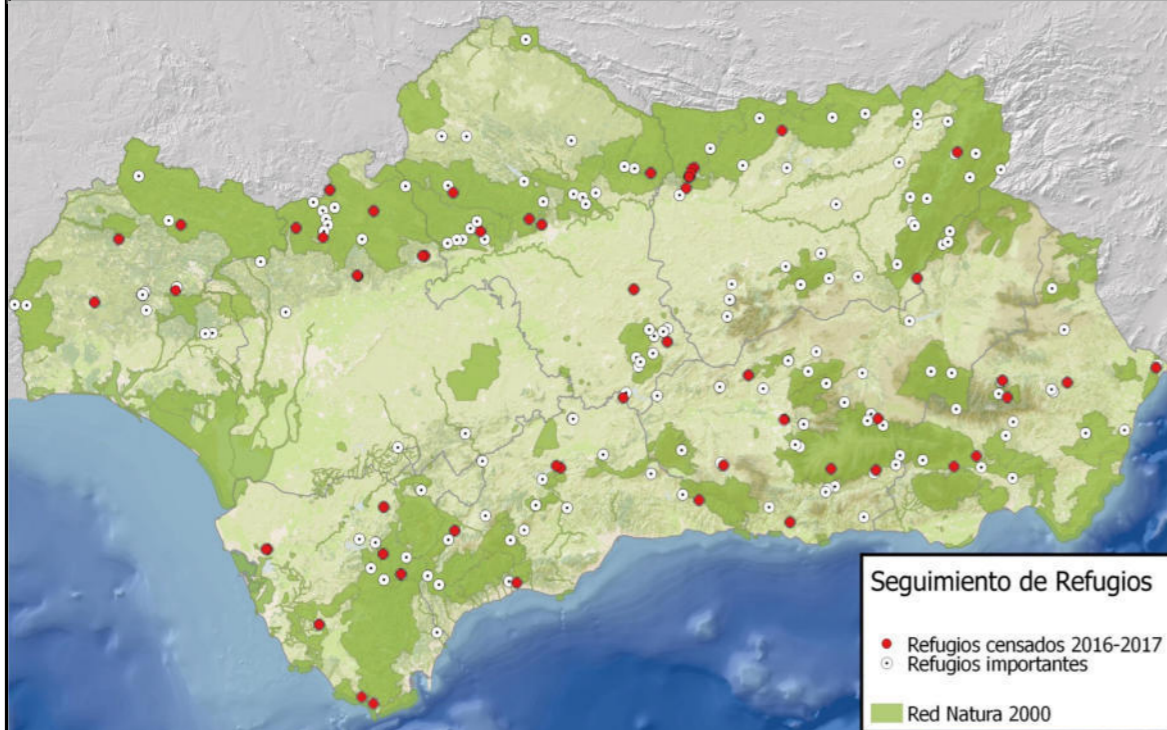 Seguimiento de Refugios
Refugios censados 2016-2017
Refugios importantes
Red Natura 2000